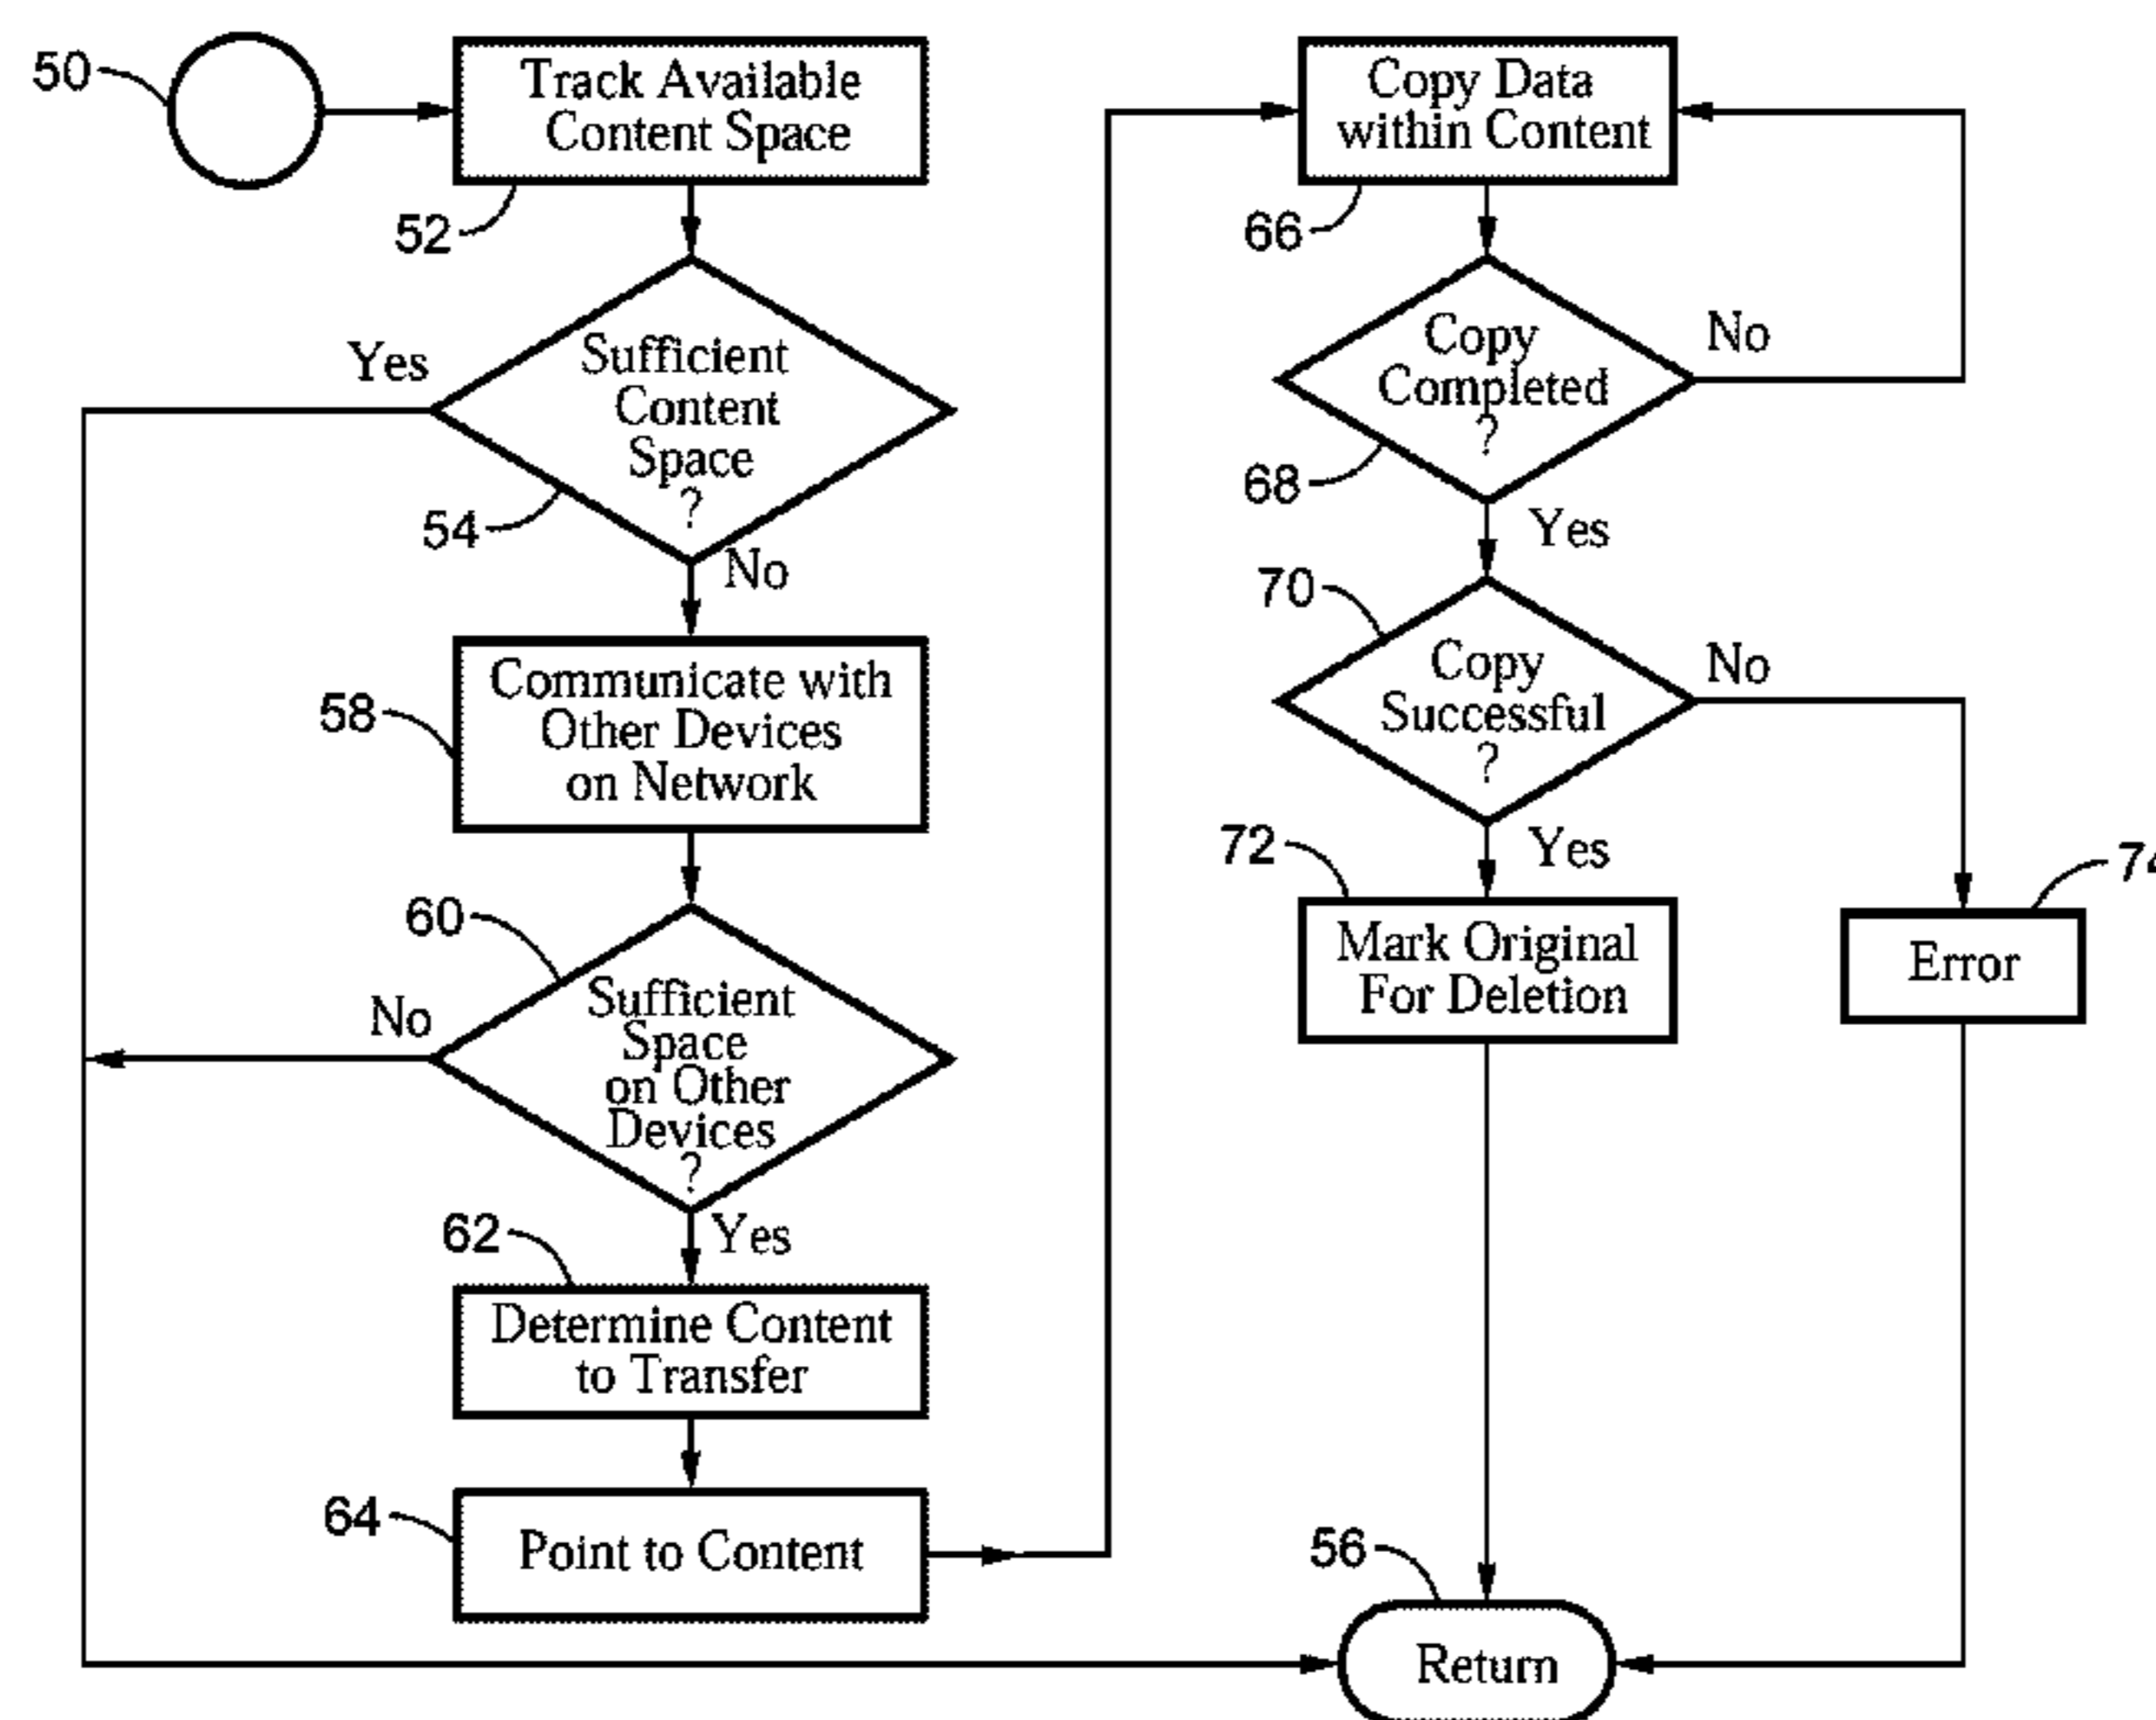 50
Track Available
Content Space
52
Yes
Sufficient
Content
Space
?
54
No
58
Communicate with
Other Devices
on Network
60
No
Sufficient
Space
on Other
Devices
?
Yes
62
Determine Content
to Transfer
64
Point to Content
Copy Data
within Content
66
Copy
Completed
?
No
68
Yes
70
Copy
Successful
?
No
72
Yes
Mark Original
For Deletion
74
Error
56
Return